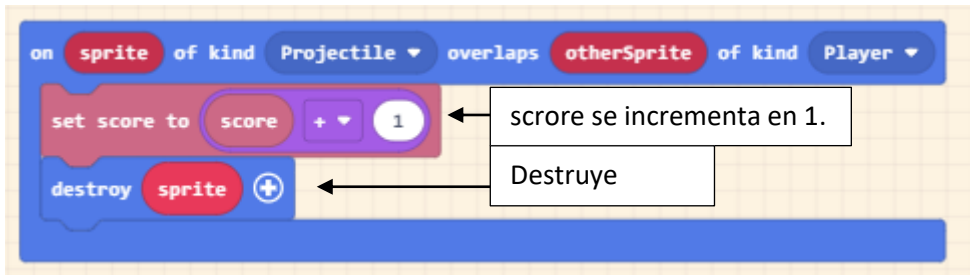 on sprite of kind Projectile overlaps otherSprite of kind Player
set score to score + 1
scrore se incrementa en 1.
destroy sprite
Destruye